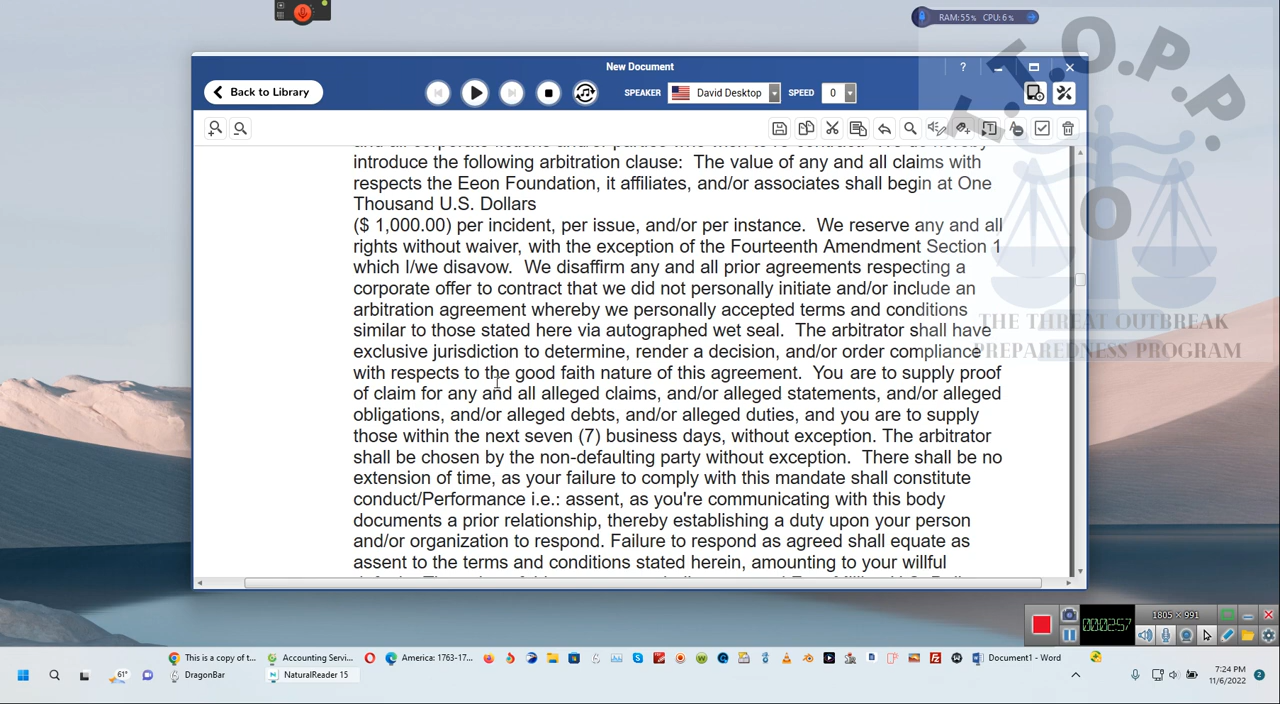 RAM:55% CPU:6%
New Document
Back to Library
SPEAKER David Desktop SPEED 0
introduce the following arbitration clause: The value of any and all claims with
respects the Eeon Foundation, it affiliates, and/or associates shall begin at One
Thousand U.S. Dollars
($ 1,000.00) per incident, per issue, and/or per instance. We reserve any and all
rights without waiver, with the exception of the Fourteenth Amendment Section 1
which I/we disavow. We disaffirm any and all prior agreements respecting a
corporate offer to contract that we did not personally initiate and/or include an
arbitration agreement whereby we personally accepted terms and conditions
similar to those stated here via autographed wet seal. The arbitrator shall have
exclusive jurisdiction to determine, render a decision, and/or order compliance
with respects to the good faith nature of this agreement. You are to supply proof
of claim for any and all alleged claims, and/or alleged statements, and/or alleged
obligations, and/or alleged debts, and/or alleged duties, and you are to supply
those within the next seven (7) business days, without exception. The arbitrator
shall be chosen by the non-defaulting party without exception. There shall be no
extension of time, as your failure to comply with this mandate shall constitute
conduct/Performance i.e.: assent, as you're communicating with this body
documents a prior relationship, thereby establishing a duty upon your person
and/or organization to respond. Failure to respond as agreed shall equate as
assent to the terms and conditions stated herein, amounting to your willful
T.T.O.P.P.O
THE THREAT OUTBREAK
PREPAREDNESS PROGRAM
1805 × 991
00:02:57
This is a copy of t...
Accounting Servi...
America: 1763-17...
Document1 - Word
61°
DragonBar
NaturalReader 15
7:24 PM
11/6/2022
2